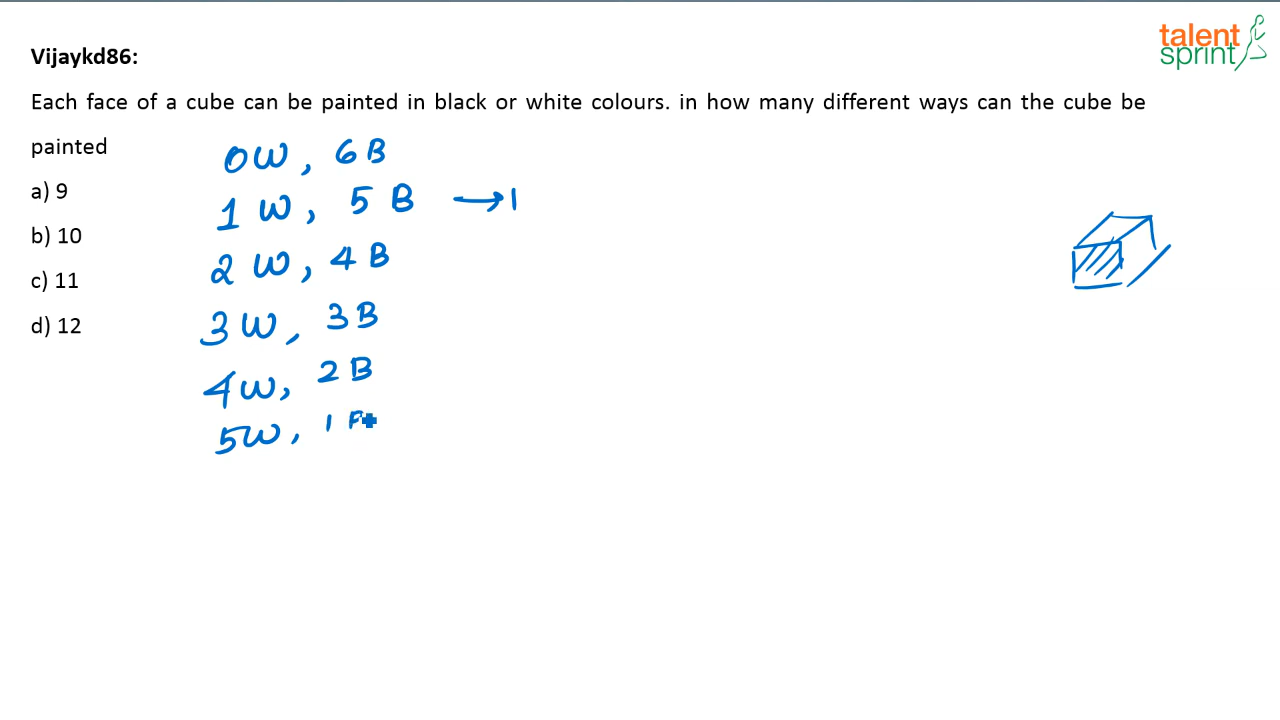 talent
sprint
Vijaykd86:
Each face of a cube can be painted in black or white colours. in how many different ways can the cube be
painted
0W, 6B
a) 9
1W, 5B → 1
b) 10
2W, 4B
c) 11
3W, 3B
d) 12
4W, 2B
5W, 1